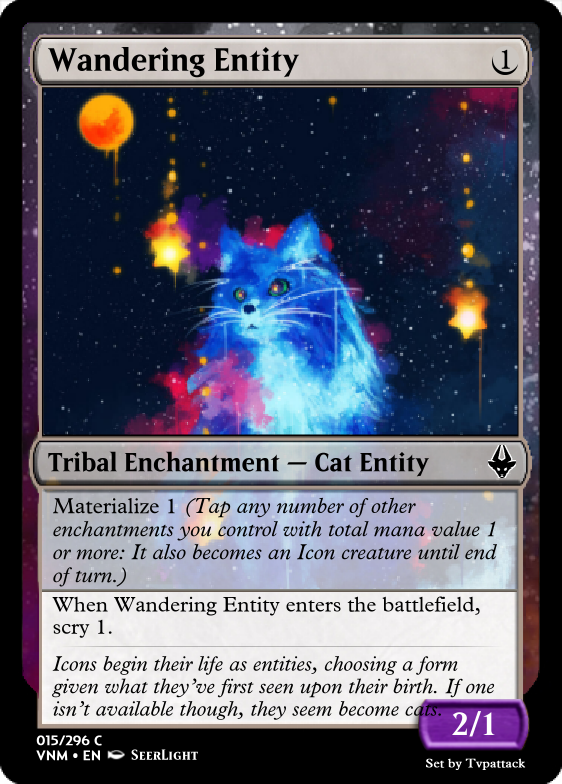 Wandering Entity 1
Tribal Enchantment — Cat Entity
Materialize 1 (Tap any number of other
enchantments you control with total mana value 1
or more: It also becomes an Icon creature until end
of turn.)
When Wandering Entity enters the battlefield,
scry 1.
Icons begin their life as entities, choosing a form
given what they've first seen upon their birth. If one
isn't available though, they seem become cats.
2/1
015/296 C
VNM • EN SeerLight
Set by Tvpattack